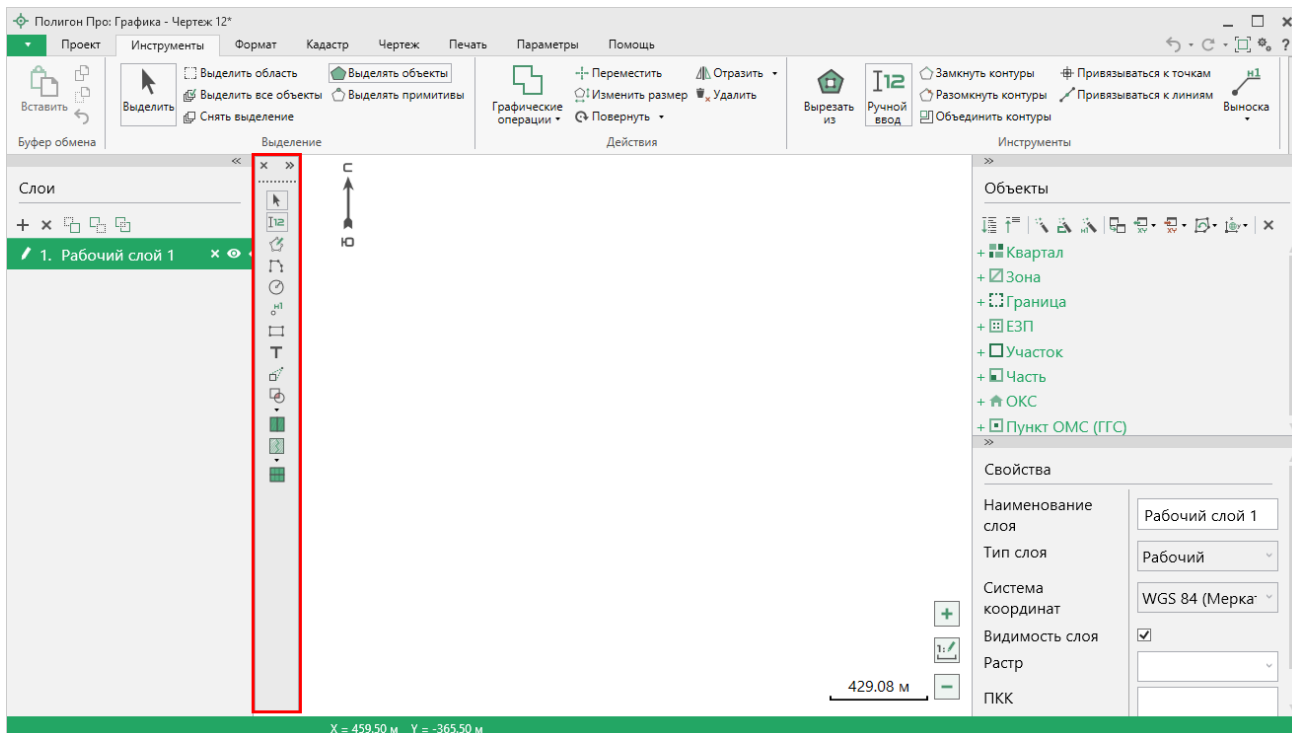 Полигон Про: Графика - Чертеж 12*
Проект Инструменты Формат Кадастр Чертеж Печать Параметры Помощь
Вставить
Буфер обмена
Выделить
Выделить область
Выделить все объекты
Снять выделение
Выделять объекты
Выделять примитивы
Выделение
Графические
операции
Переместить
Изменить размер
Повернуть
Отразить
Удалить
Действия
Вырезать
из
Ручной
ввод
Замкнуть контуры
Разомкнуть контуры
Объединить контуры
Привязываться к точкам
Привязываться к линиям
н1
Выноска
Инструменты
Слои
1. Рабочий слой 1
С
Ю
429.08 м
Объекты
Квартал
Зона
Граница
ЕЗП
Участок
Часть
ОКС
Пункт ОМС (ГГС)
Свойства
Наименование
слоя
Рабочий слой 1
Тип слоя
Рабочий
Система
координат
WGS 84 (Мерка
Видимость слоя
Растр
ПКК
X = 459,50 м Y = -365,50 м